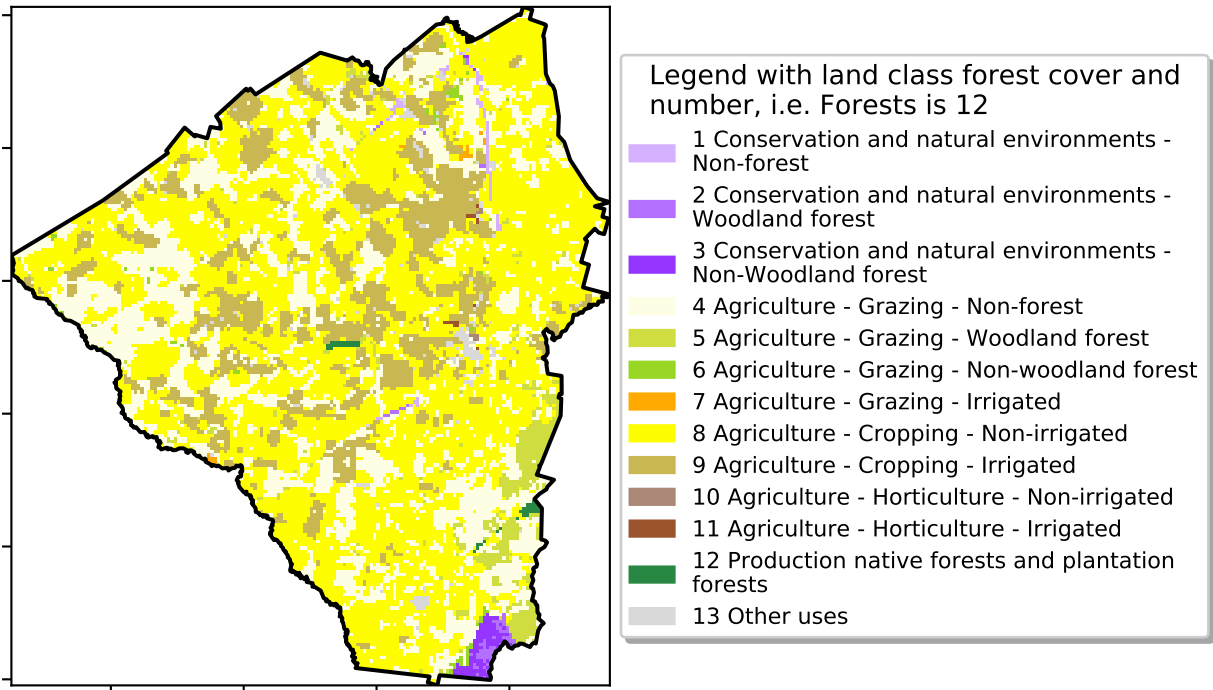 Legend with land class forest cover and
number, i.e. Forests is 12
1 Conservation and natural environments -
Non-forest
2 Conservation and natural environments -
Woodland forest
3 Conservation and natural environments -
Non-Woodland forest
4 Agriculture - Grazing - Non-forest
5 Agriculture - Grazing - Woodland forest
6 Agriculture - Grazing - Non-woodland forest
7 Agriculture - Grazing - Irrigated
8 Agriculture - Cropping - Non-irrigated
9 Agriculture - Cropping - Irrigated
10 Agriculture - Horticulture - Non-irrigated
11 Agriculture - Horticulture - Irrigated
12 Production native forests and plantation
forests
13 Other uses